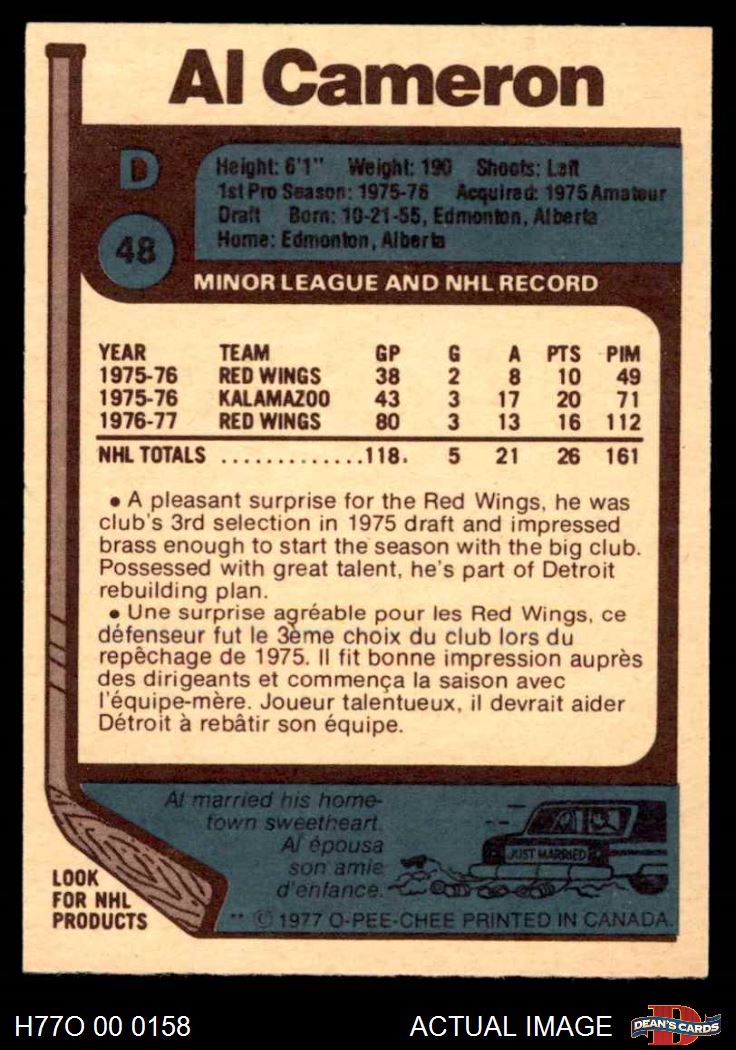 Al Cameron
D
Height: 6'1" Weight: 190 Shoots: Left
1st Pro Season: 1975-76 Acquired: 1975 Amateur
Draft Born: 10-21-55, Edmonton, Alberta
Home: Edmonton, Alberta
48
MINOR LEAGUE AND NHL RECORD
YEAR TEAM GP G A PTS PIM
1975-76 RED WINGS 38 2 8 10 49
1975-76 KALAMAZOO 43 3 17 20 71
1976-77 RED WINGS 80 3 13 16 112
NHL TOTALS .............118. 5 21 26 161
• A pleasant surprise for the Red Wings, he was
club's 3rd selection in 1975 draft and impressed
brass enough to start the season with the big club.
Possessed with great talent, he's part of Detroit
rebuilding plan.
• Une surprise agréable pour les Red Wings, ce
défenseur fut le 3ème choix du club lors du
repêchage de 1975. Il fit bonne impression auprès
des dirigeants et commença la saison avec
l'équipe-mère. Joueur talentueux, il devrait aider
Détroit à rebâtir son équipe.
Al married his home-
town sweetheart.
Al épousa
son amie
d'enfance.
JUST MARRIED
LOOK
FOR NHL
PRODUCTS
** © 1977 O-PEE-CHEE PRINTED IN CANADA.
H77O 00 0158
ACTUAL IMAGE
D
DEAN'S CARDS